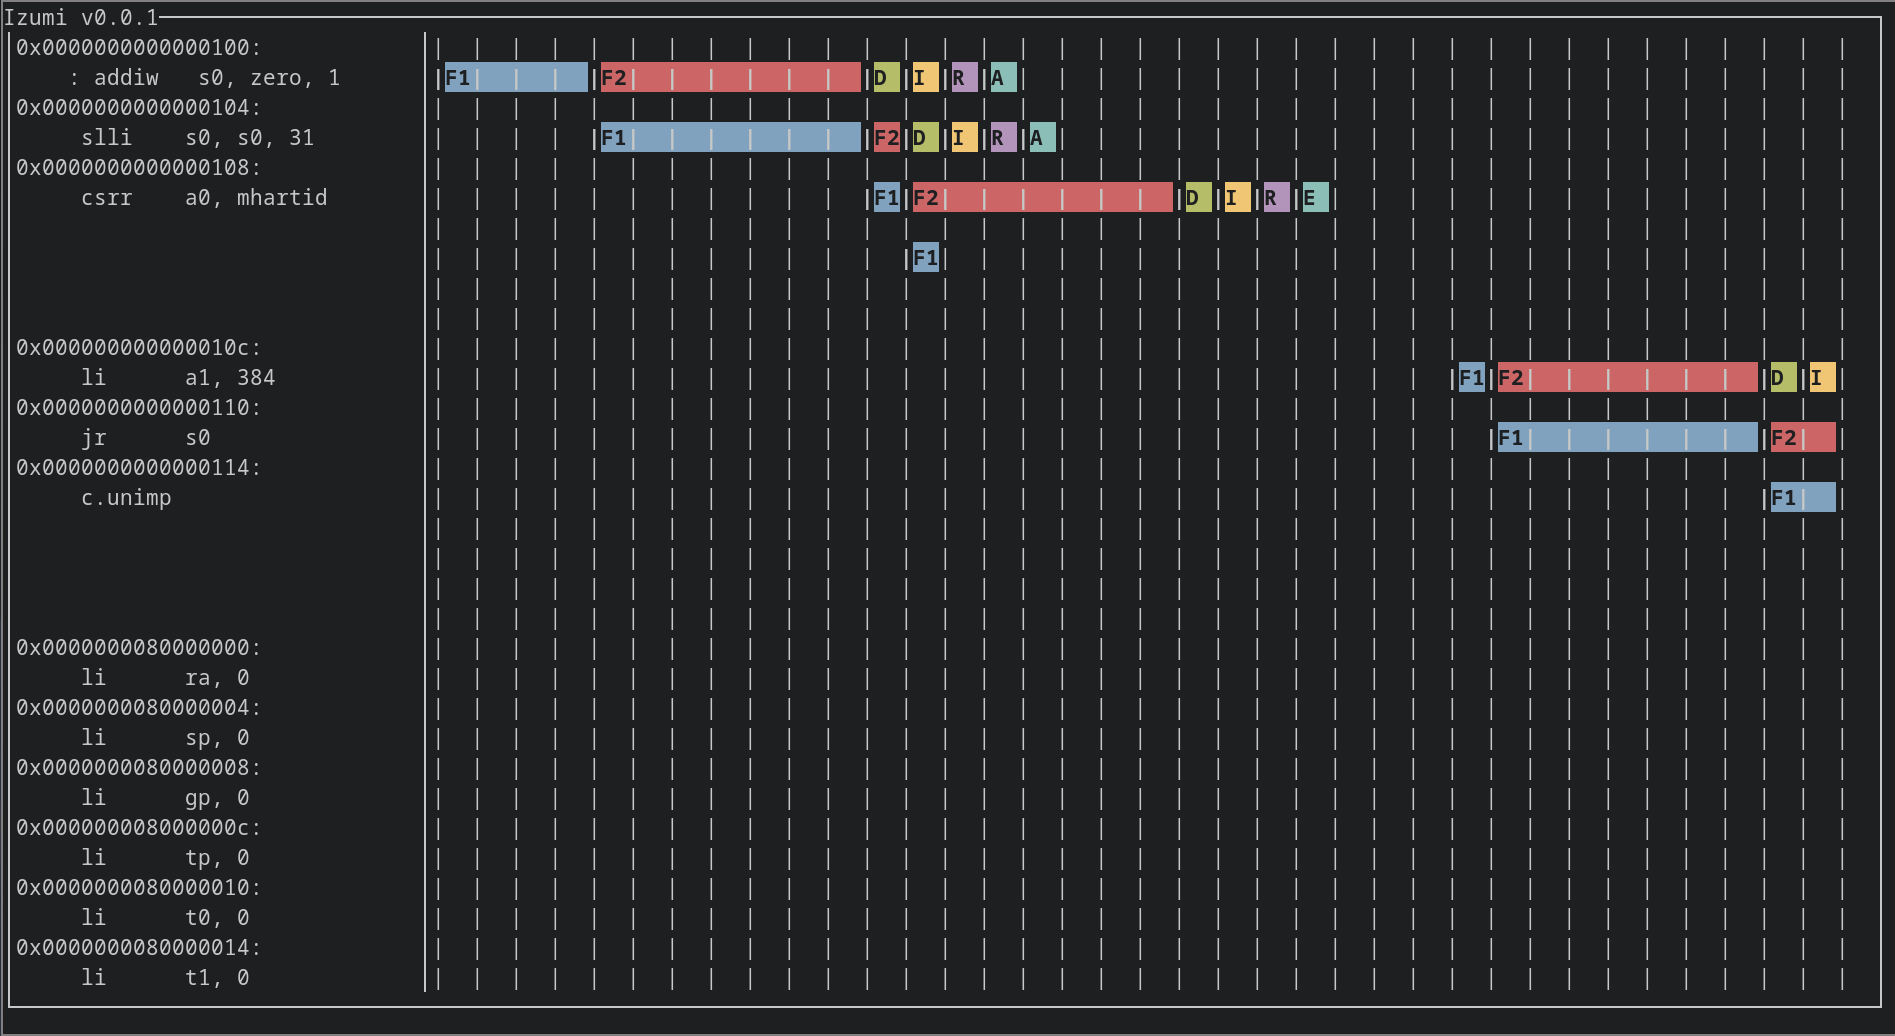 Izumi v0.0.1
0x0000000000000100:
: addiw s0, zero, 1 F1 F2 D I R A
0x0000000000000104:
slli s0, s0, 31 F1 F2 D I R A
0x0000000000000108:
csrr a0, mhartid F1 F2 D I R E
F1
0x000000000000010c:
li a1, 384 F1 F2 D I
0x0000000000000110:
jr s0 F1 F2
0x0000000000000114:
c.unimp F1
0x0000000080000000:
li ra, 0
0x0000000080000004:
li sp, 0
0x0000000080000008:
li gp, 0
0x000000008000000c:
li tp, 0
0x0000000080000010:
li t0, 0
0x0000000080000014:
li t1, 0